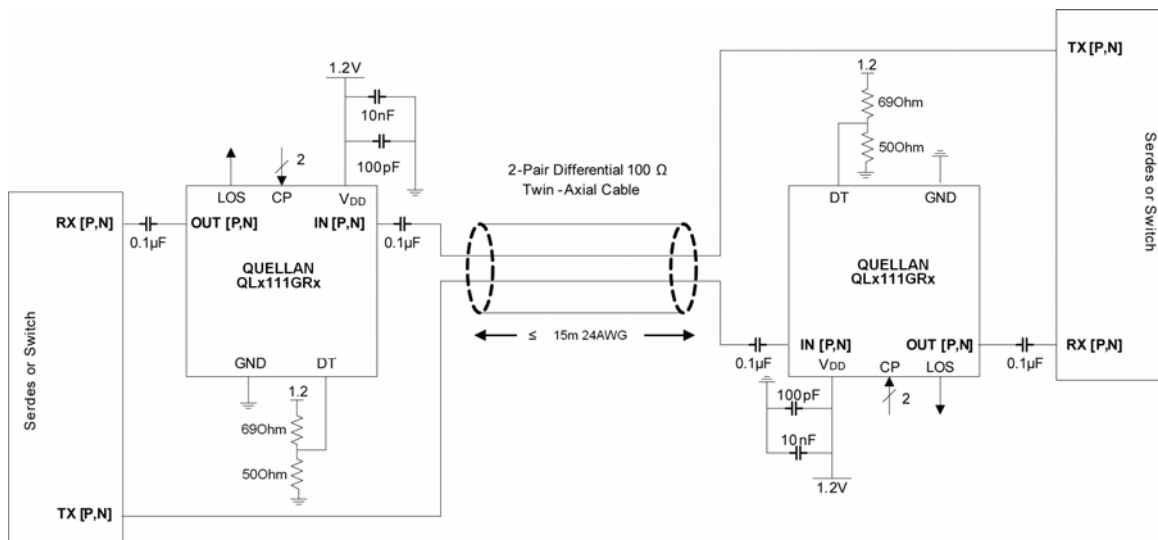 1.2V
10nF
100pF
2
LOS
CP
VDD
RX [P,N]
0.1µF
OUT [P,N]
IN [P,N]
0.1µF
QUELLAN
QLx111GRx
GND
DT
1.2
69Ohm
50Ohm
TX [P,N]
Serdes or Switch
2-Pair Differential 100 Ω
Twin -Axial Cable
≤ 15m 24AWG
TX [P,N]
1.2
69Ohm
50Ohm
DT
GND
QUELLAN
QLx111GRx
0.1µF
IN [P,N]
OUT [P,N]
0.1µF
RX [P,N]
VDD
CP
LOS
100pF
2
10nF
1.2V
Serdes or Switch